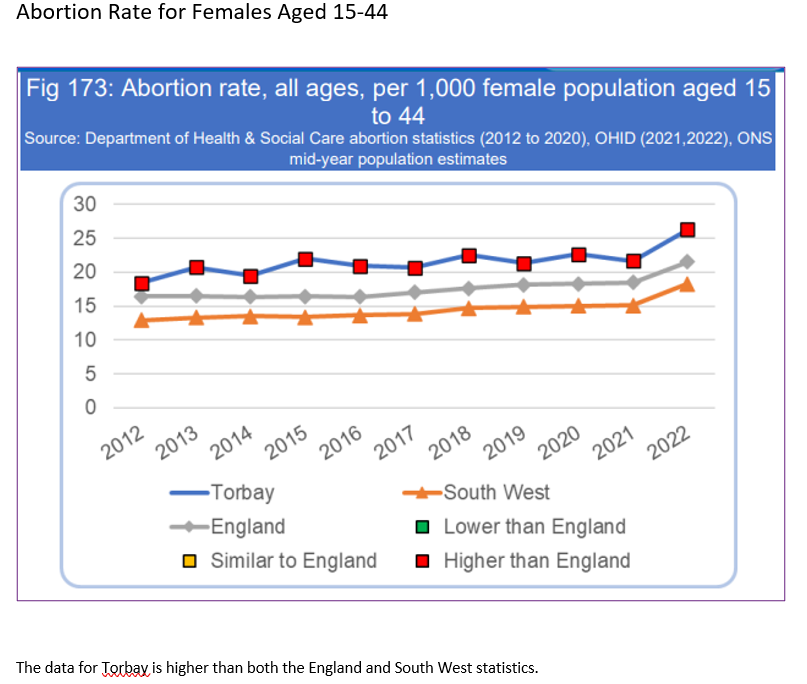 Abortion Rate for Females Aged 15-44
Fig 173: Abortion rate, all ages, per 1,000 female population aged 15
to 44
Source: Department of Health & Social Care abortion statistics (2012 to 2020), OHID (2021,2022), ONS
mid-year population estimates
30
25
20
15
10
5
0
2012 2013 2014 2015 2016 2017 2018 2019 2020 2021 2022
Torbay South West
England Lower than England
Similar to England Higher than England
The data for Torbay is higher than both the England and South West statistics.